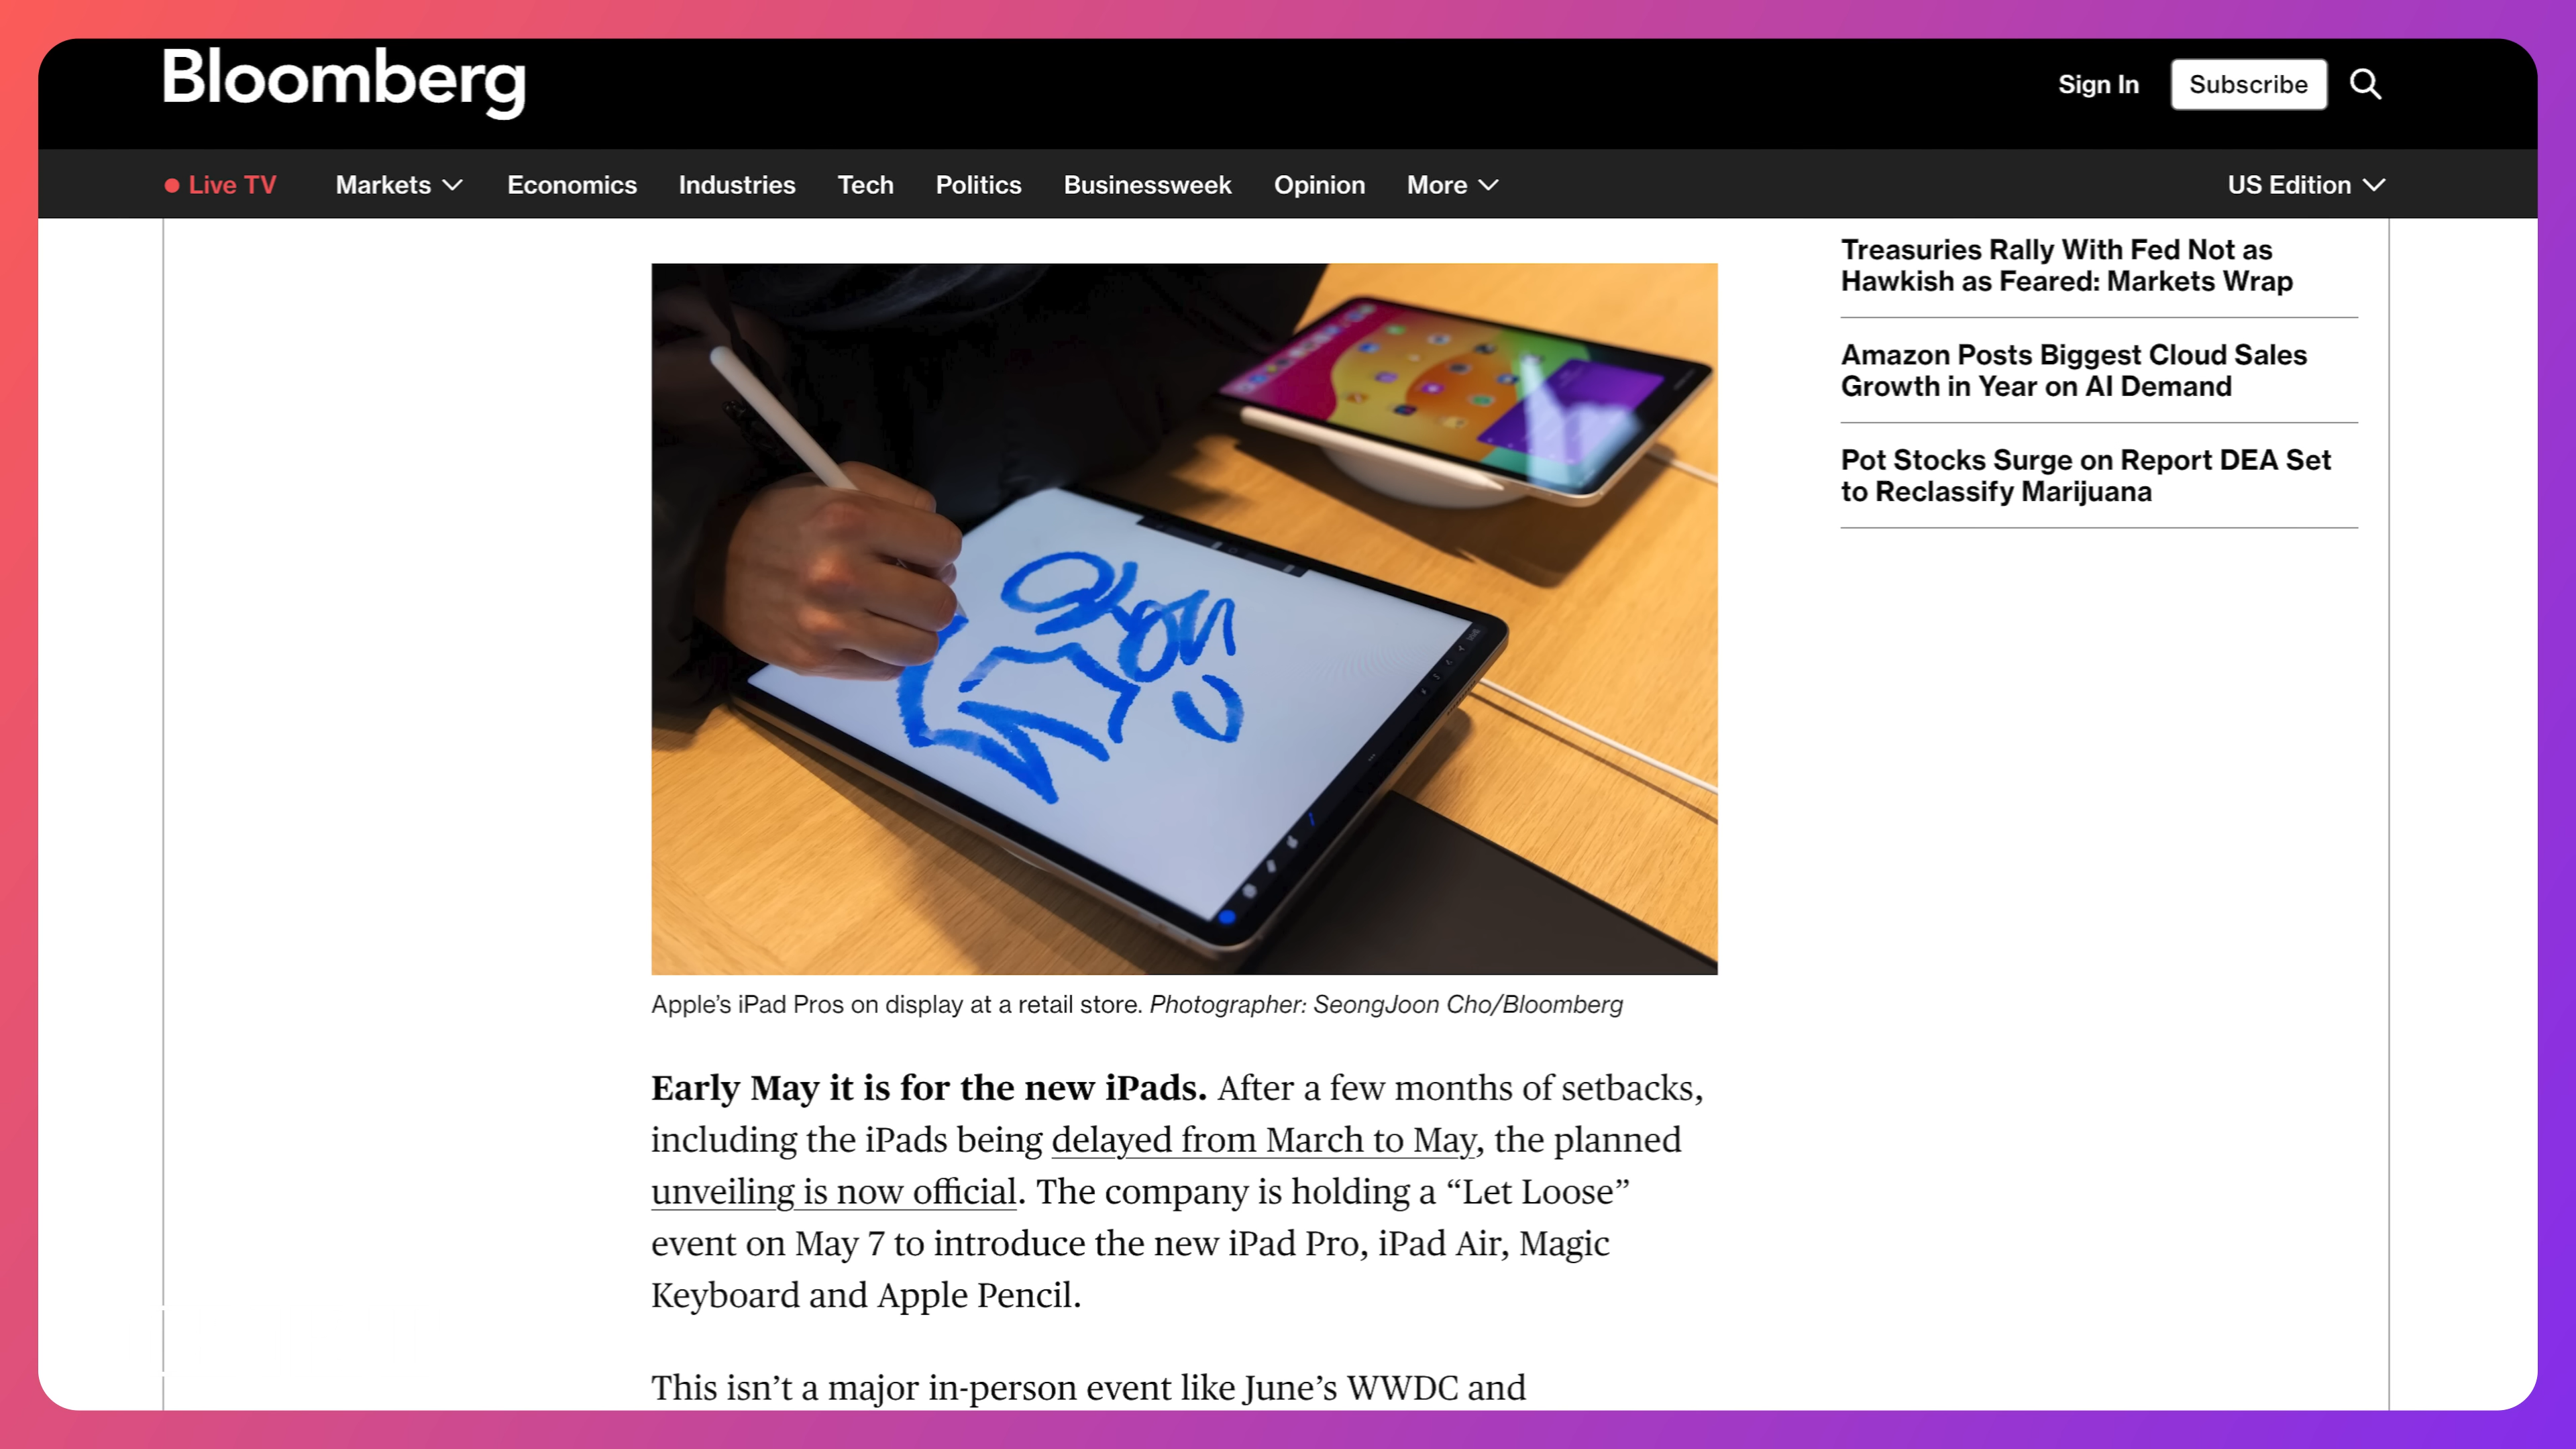 Bloomberg
Sign In
Subscribe
Live TV
Markets
Economics
Industries
Tech
Politics
Businessweek
Opinion
More
US Edition
Treasuries Rally With Fed Not as
Hawkish as Feared: Markets Wrap
Amazon Posts Biggest Cloud Sales
Growth in Year on AI Demand
Pot Stocks Surge on Report DEA Set
to Reclassify Marijuana
Apple’s iPad Pros on display at a retail store. Photographer: SeongJoon Cho/Bloomberg
Early May it is for the new iPads. After a few months of setbacks,
including the iPads being delayed from March to May, the planned
unveiling is now official. The company is holding a “Let Loose”
event on May 7 to introduce the new iPad Pro, iPad Air, Magic
Keyboard and Apple Pencil.
This isn’t a major in-person event like June’s WWDC and